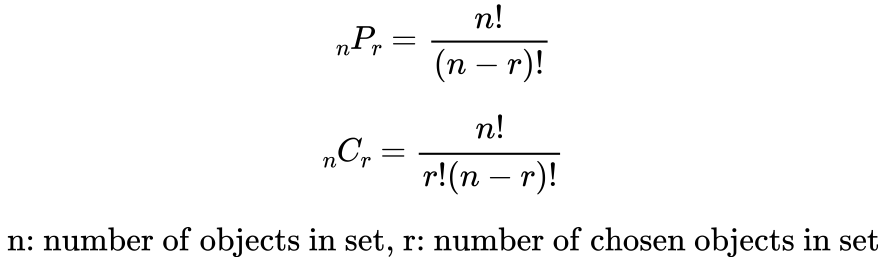 ₙPᵣ = n! / (n − r)!
ₙCᵣ = n! / r!(n − r)!
n: number of objects in set, r: number of chosen objects in set